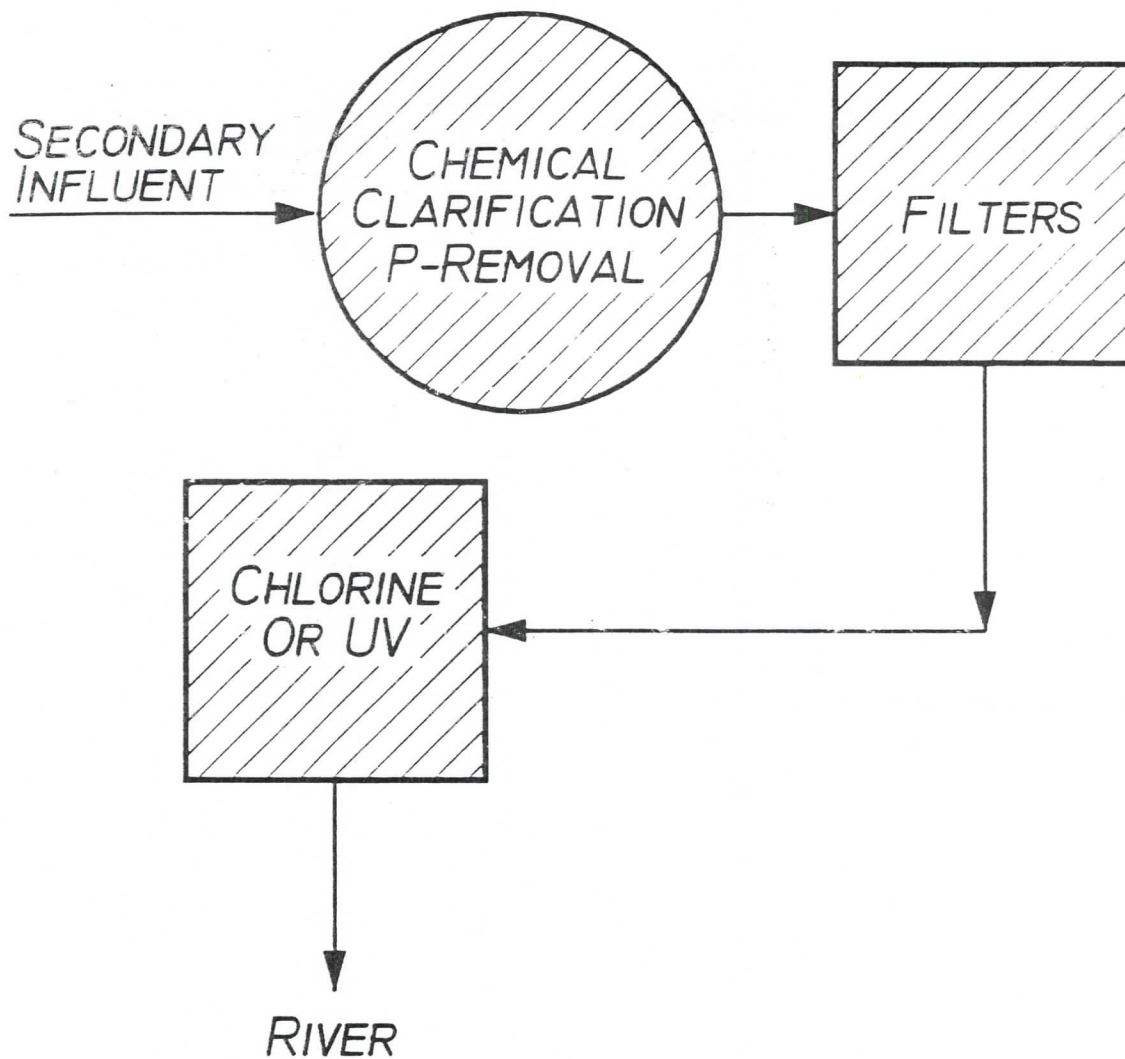 SECONDARY
INFLUENT
CHEMICAL
CLARIFICATION
P-REMOVAL
FILTERS
CHLORINE
OR UV
RIVER